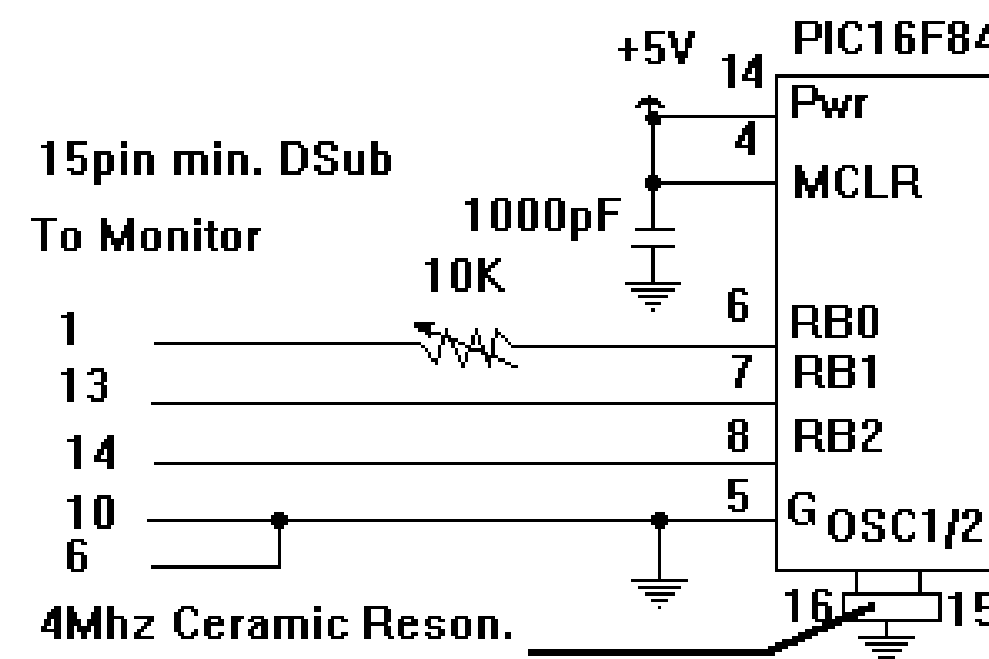 PIC16F84
+5V
14
Pwr
4
15pin min. DSub
MCLR
1000pF
To Monitor
10K
6
RB0
1
7
RB1
13
8
RB2
14
5
10
G
OSC1/2
6
16
15
4Mhz Ceramic Reson.